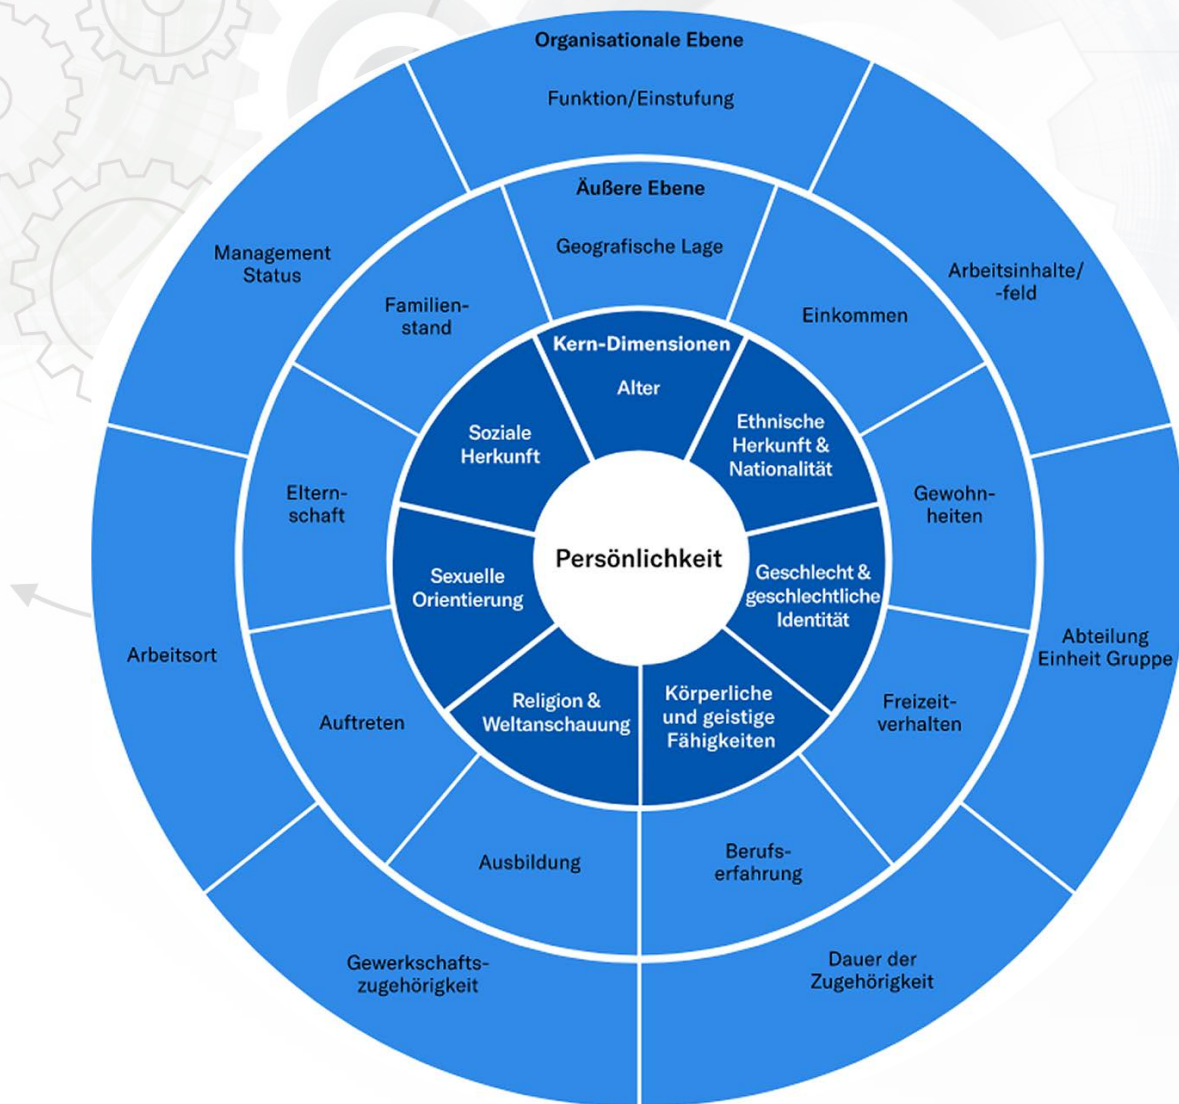 Organisationale Ebene
Funktion/Einstufung
Arbeitsinhalte/
-feld
Abteilung
Einheit Gruppe
Dauer der
Zugehörigkeit
Gewerkschafts-
zugehörigkeit
Arbeitsort
Management
Status
Äußere Ebene
Geografische Lage
Einkommen
Gewohn-
heiten
Freizeit-
verhalten
Berufs-
erfahrung
Ausbildung
Auftreten
Eltern-
schaft
Familien-
stand
Kern-Dimensionen
Alter
Ethnische
Herkunft &
Nationalität
Geschlecht &
geschlechtliche
Identität
Körperliche
und geistige
Fähigkeiten
Religion &
Weltanschauung
Sexuelle
Orientierung
Soziale
Herkunft
Persönlichkeit